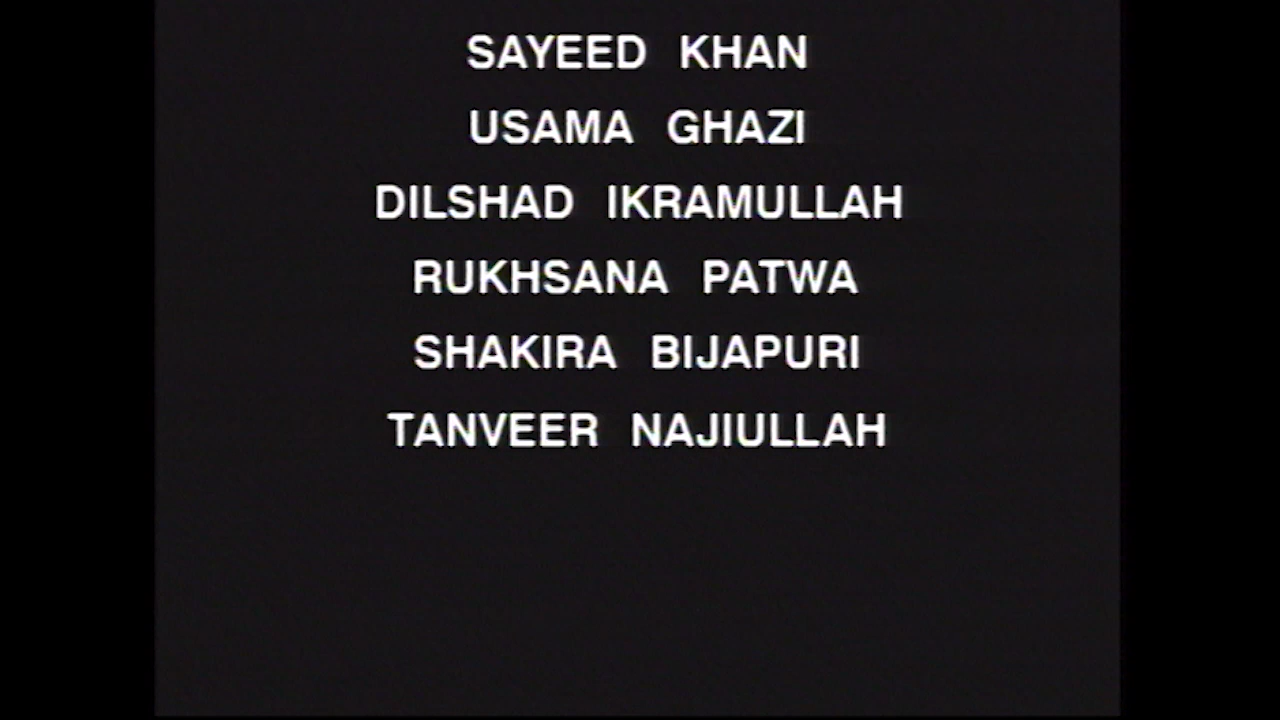 SAYEED KHAN
USAMA GHAZI
DILSHAD IKRAMULLAH
RUKHSANA PATWA
SHAKIRA BIJAPURI
TANVEER NAJIULLAH